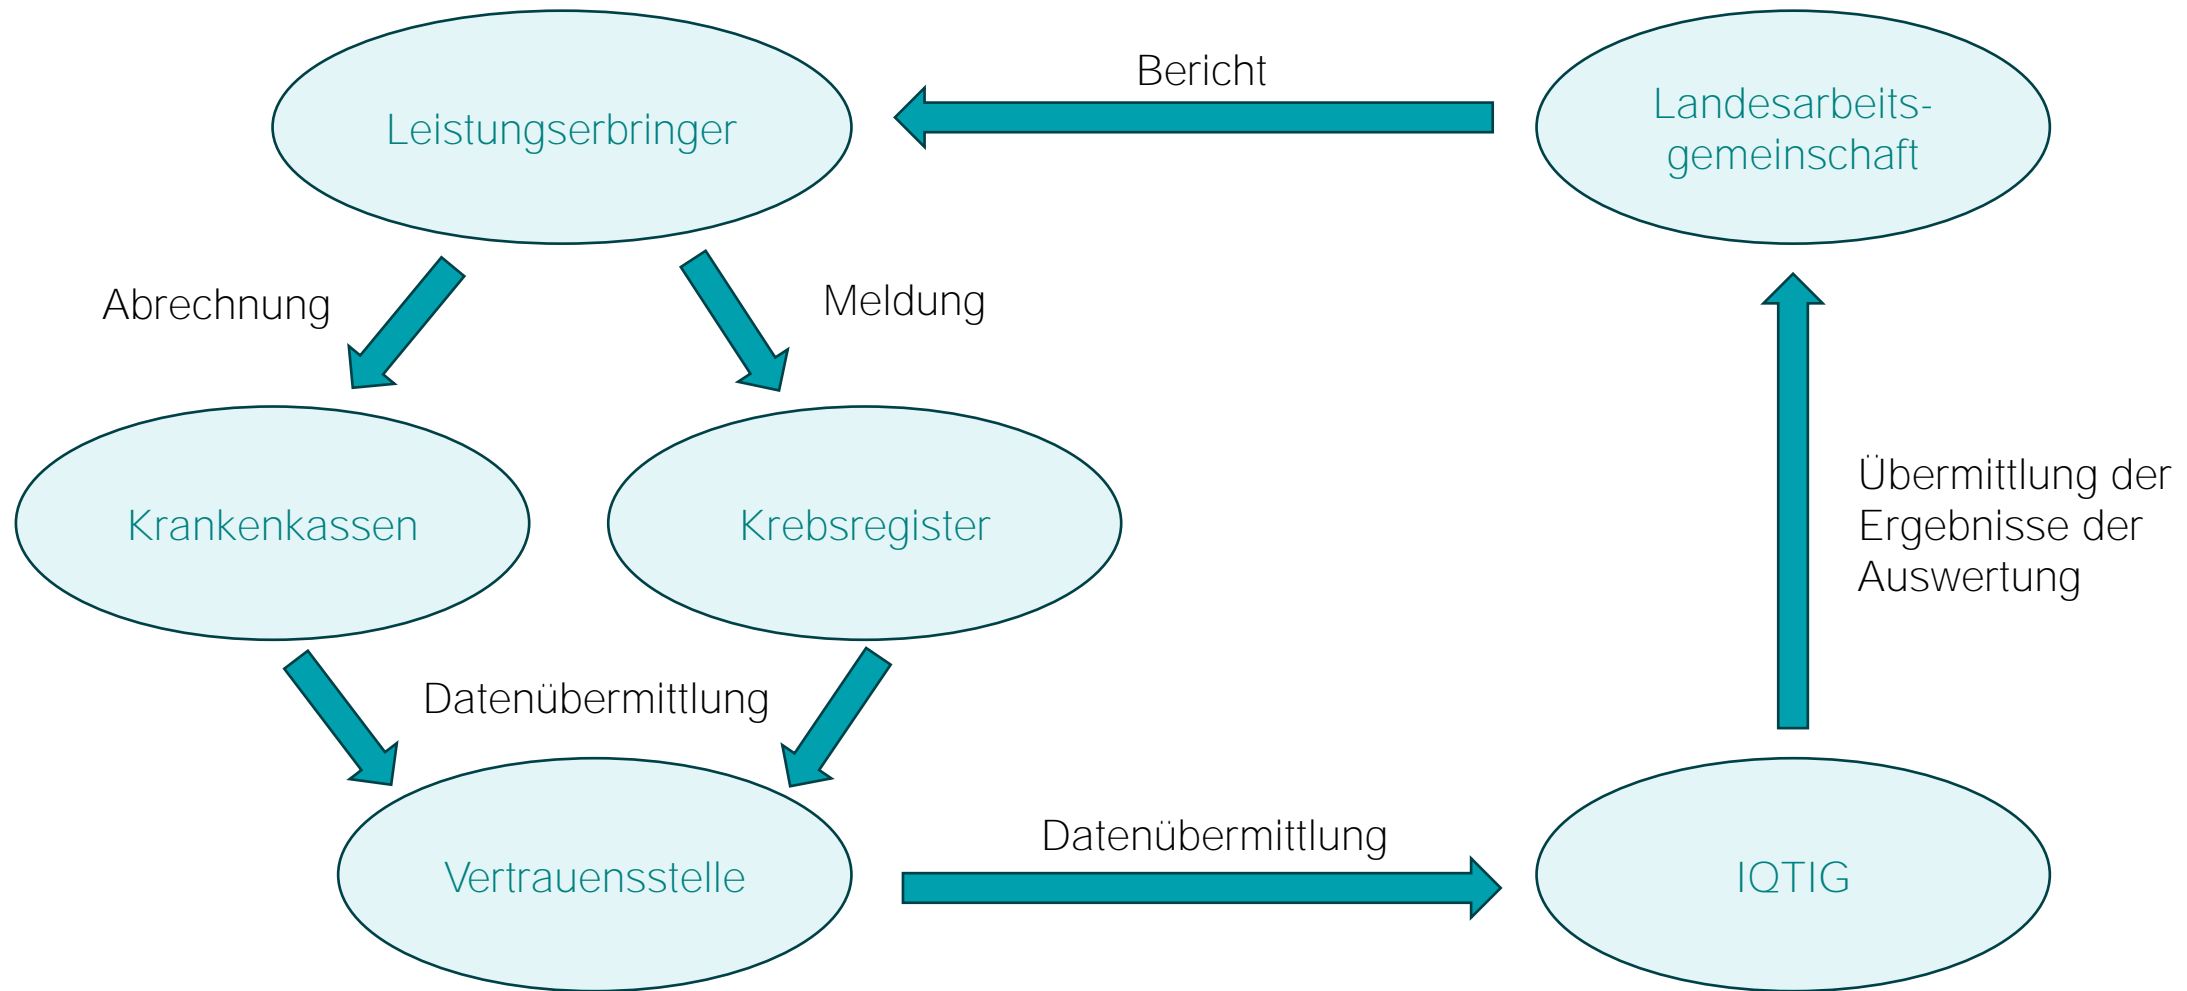 Bericht
Leistungserbringer
Landesarbeits-
gemeinschaft
Abrechnung
Meldung
Krankenkassen
Krebsregister
Übermittlung der
Ergebnisse der
Auswertung
Datenübermittlung
Datenübermittlung
Vertrauensstelle
IQTIG